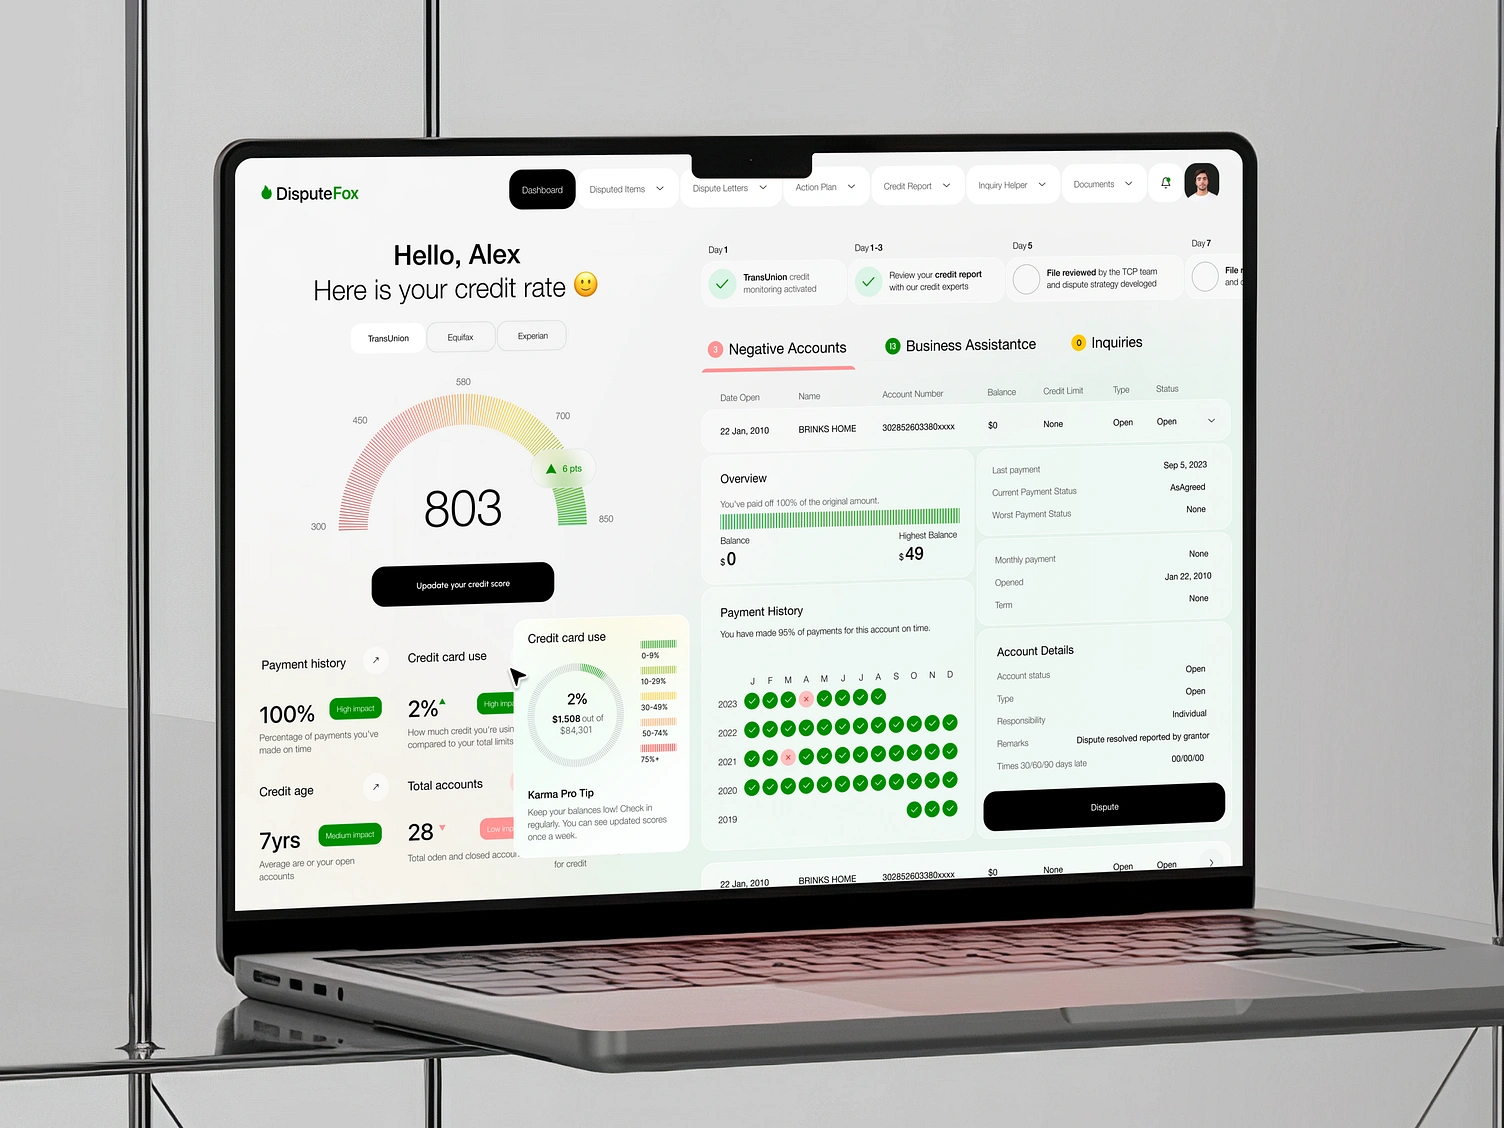 DisputeFox
Dashboard
Disputed Items
Dispute Letters
Action Plan
Credit Report
Inquiry Helper
Documents
Hello, Alex
Here is your credit rate 🙂
TransUnion
Equifax
Experian
300
450
580
700
850
6 pts
803
Upadate your credit score
Payment history
100%
High impact
Percentage of payments you've
made on time
Credit card use
2%
High impa
How much credit you're usin
compared to your total limits
Credit age
7yrs
Medium impact
Average are or your open
accounts
Total accounts
28
Low imp
Total oden and closed accoun
for credit
Credit card use
2%
$1.508 out of
$84,301
0-9%
10-29%
30-49%
50-74%
75%+
Karma Pro Tip
Keep your balances low! Check in
regularly. You can see updated scores
once a week.
Day 1
TransUnion credit
monitoring activated
Day 1-3
Review your credit report
with our credit experts
Day 5
File reviewed by the TCP team
and dispute strategy develoged
Day 7
File r
and d
3 Negative Accounts
13 Business Assistantce
0 Inquiries
Date Open Name Account Number Balance Credit Limit Type Status
22 Jan, 2010 BRINKS HOME 302852603380xxxx $0 None Open Open
Overview
You've paid off 100% of the original amount.
Balance
$0
Highest Balance
$49
Last payment Sep 5, 2023
Current Payment Status AsAgreed
Worst Payment Status None
Monthly payment None
Opened Jan 22, 2010
Term None
Payment History
You have made 95% of payments for this account on time.
J F M A M J J A S O N D
2023
2022
2021
2020
2019
Account Details
Account status Open
Type Open
Responsibility Individual
Remarks Dispute resolved reported by grantor
Times 30/60/90 days late 00/00/00
Dispute
22 Jan, 2010 BRINKS HOME 302852603380xxxx $0 None Open Open